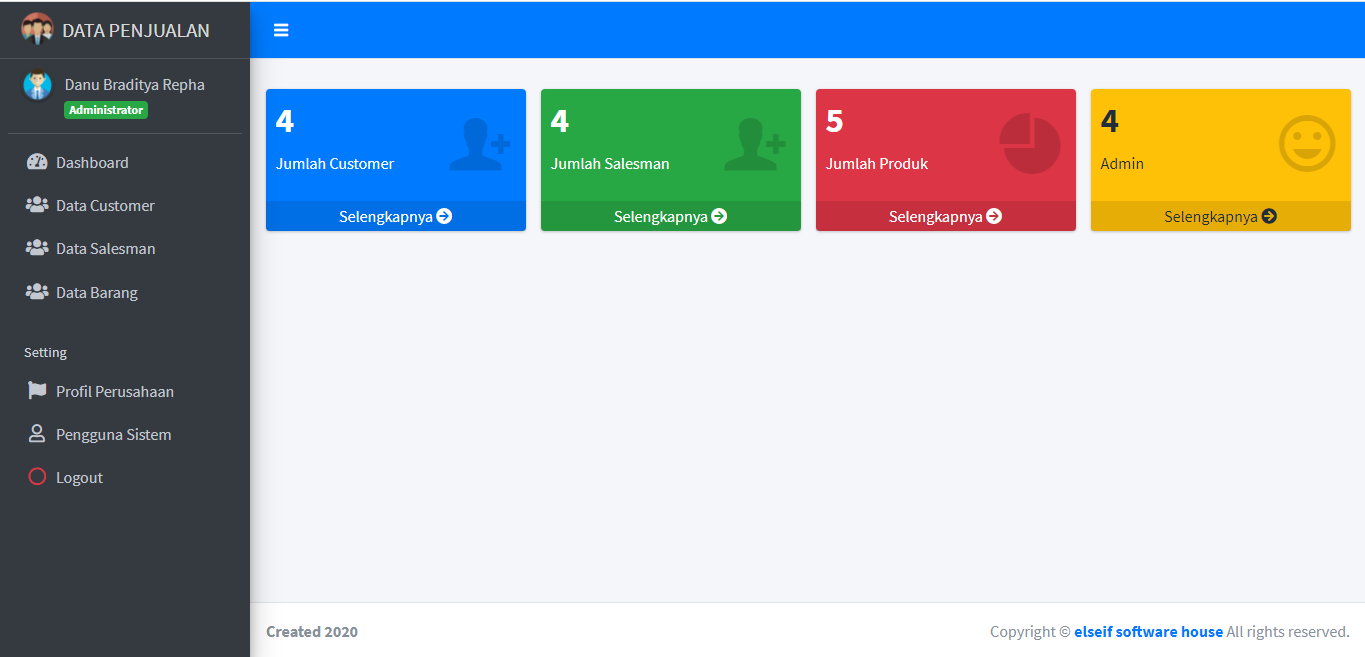 DATA PENJUALAN
Danu Braditya Repha
Administrator
Dashboard
Data Customer
Data Salesman
Data Barang
Setting
Profil Perusahaan
Pengguna Sistem
Logout
4
Jumlah Customer
Selengkapnya
4
Jumlah Salesman
Selengkapnya
5
Jumlah Produk
Selengkapnya
4
Admin
Selengkapnya
Created 2020
Copyright © elseif software house All rights reserved.